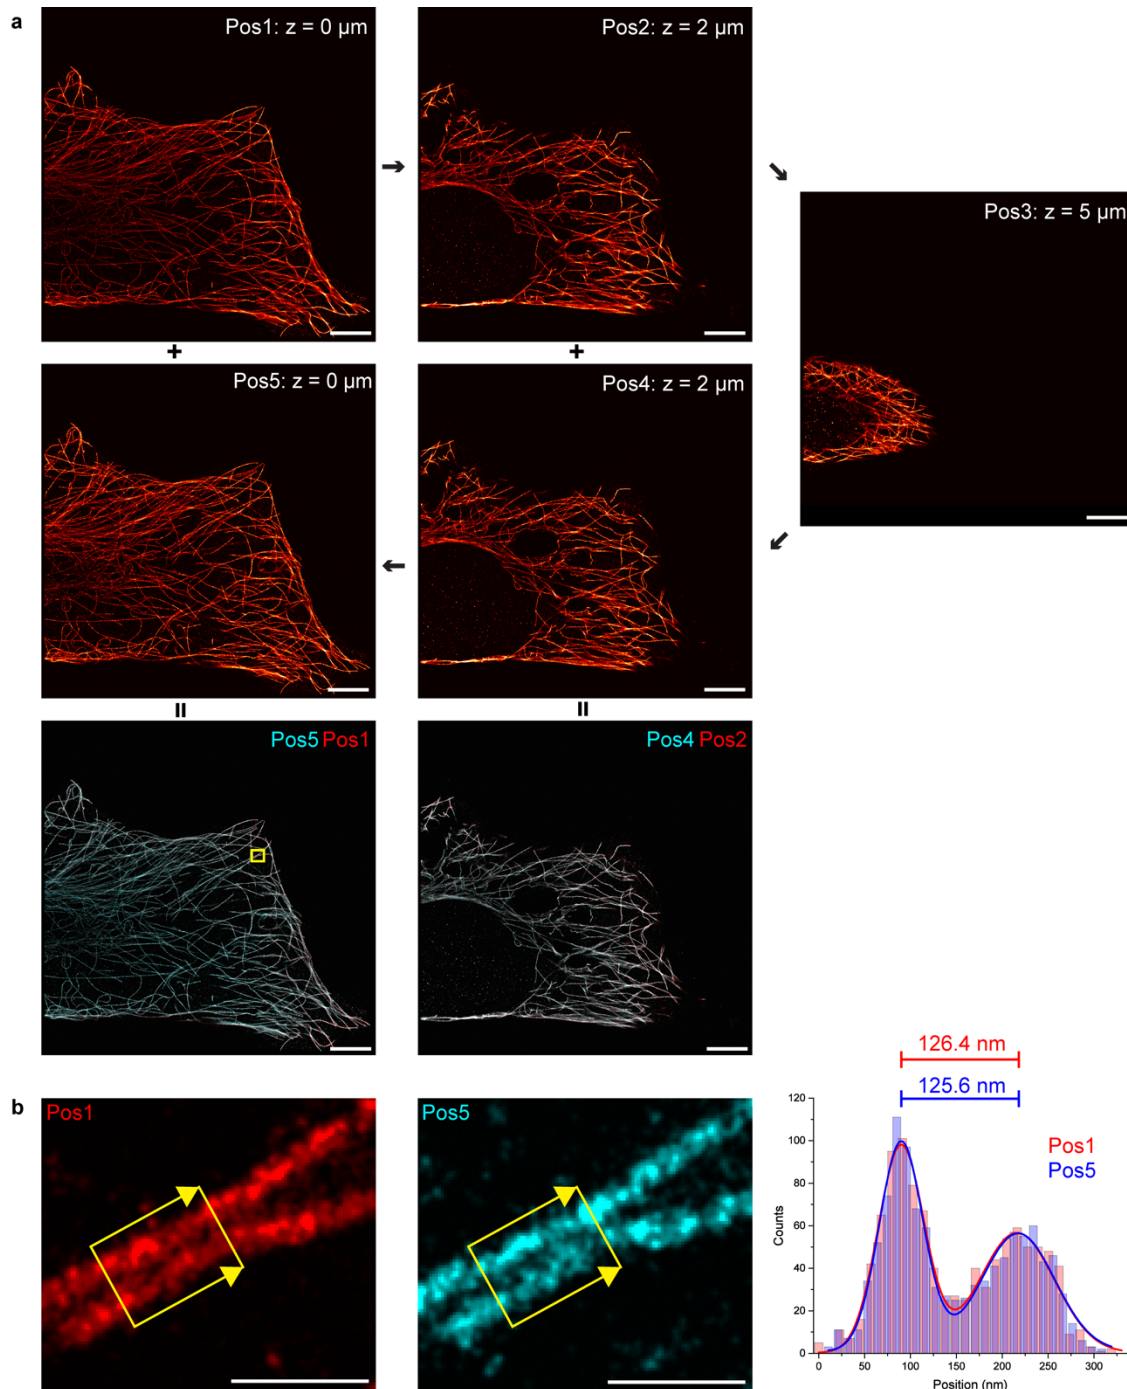 a
Pos1: z = 0 µm
Pos2: z = 2 µm
Pos3: z = 5 µm
+
+
Pos5: z = 0 µm
Pos4: z = 2 µm
=
=
Pos5 Pos1
Pos4 Pos2
b
Pos1
Pos5
126.4 nm
125.6 nm
Pos1
Pos5
120
100
80
60
40
20
0
Counts
0 50 100 150 200 250 300
Position (nm)